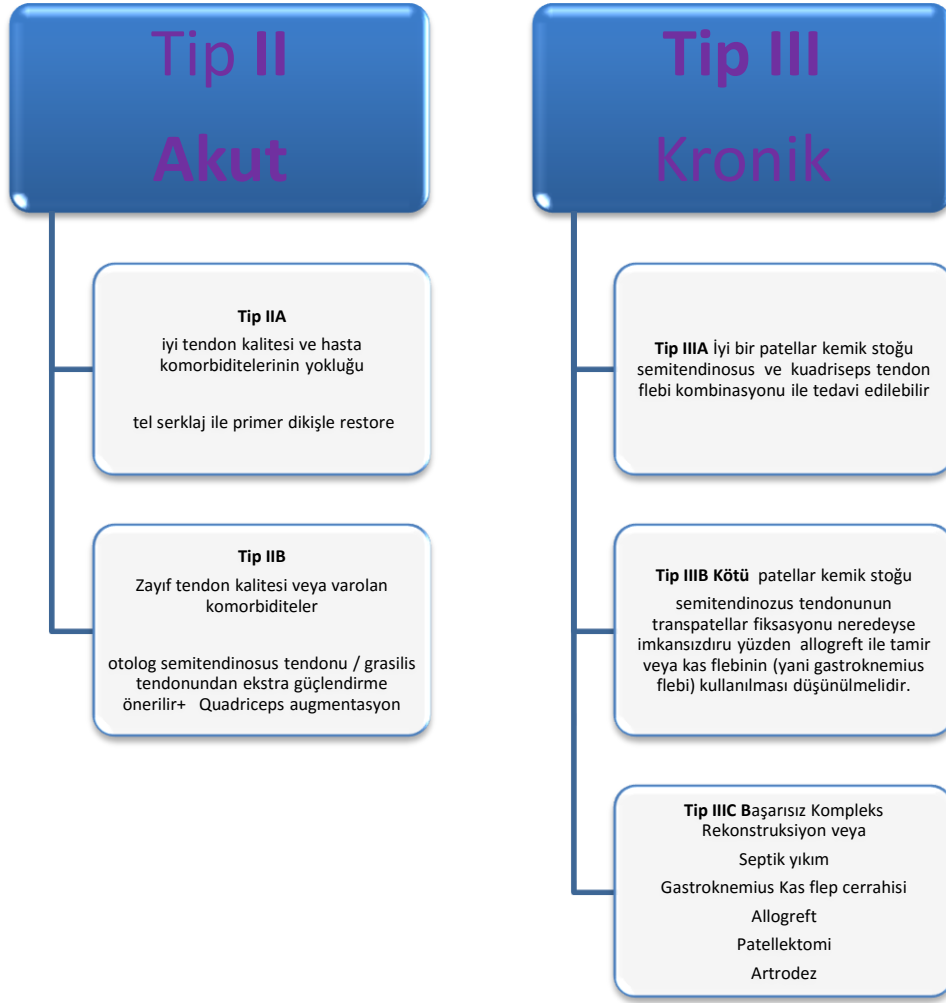 Tip II
Akut
Tip IIA
iyi tendon kalitesi ve hasta
komorbiditelerinin yokluğu
tel serklaj ile primer dikişle restore
Tip IIB
Zayıf tendon kalitesi veya varolan
komorbiditeler
otolog semitendinosus tendonu / grasilis
tendonundan ekstra güçlendirme
önerilir+ Quadriceps augmentasyon
Tip III
Kronik
Tip IIIA İyi bir patellar kemik stoğu
semitendinosus ve kuadriseps tendon
flebi kombinasyonu ile tedavi edilebilir
Tip IIIB Kötü patellar kemik stoğu
semitendinozus tendonunun
transpatellar fiksasyonu neredeyse
imkansızdıru yüzden allogreft ile tamir
veya kas flebinin (yani gastroknemius
flebi) kullanılması düşünülmelidir.
Tip IIIC Başarısız Kompleks
Rekonstruksiyon veya
Septik yıkım
Gastroknemius Kas flep cerrahisi
Allogreft
Patellektomi
Artrodez